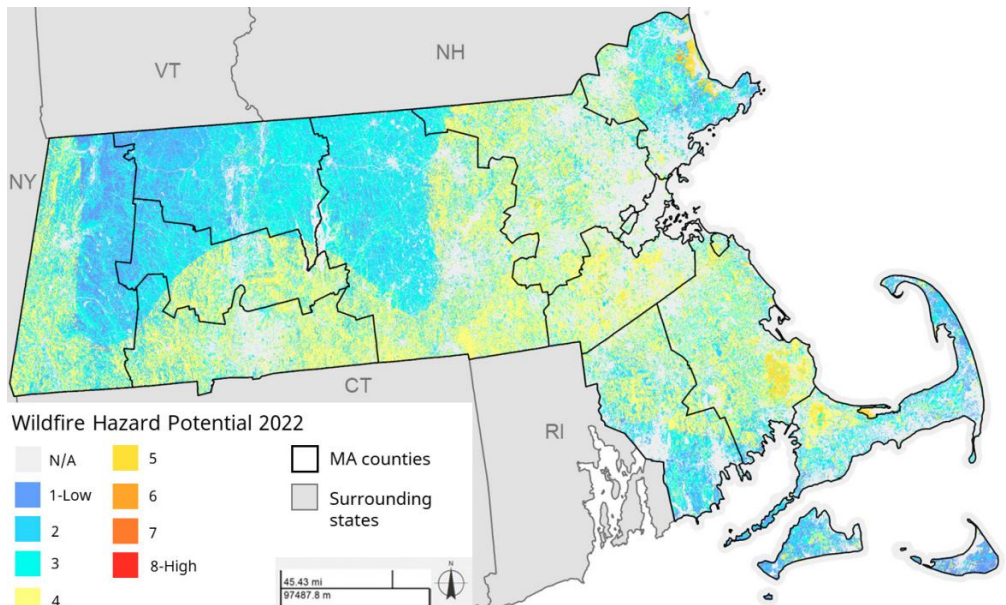 VT
NH
NY
CT
RI
Wildfire Hazard Potential 2022
N/A
1-Low
2
3
4
5
6
7
8-High
MA counties
Surrounding
states
45.43 mi
97487.8 m
N